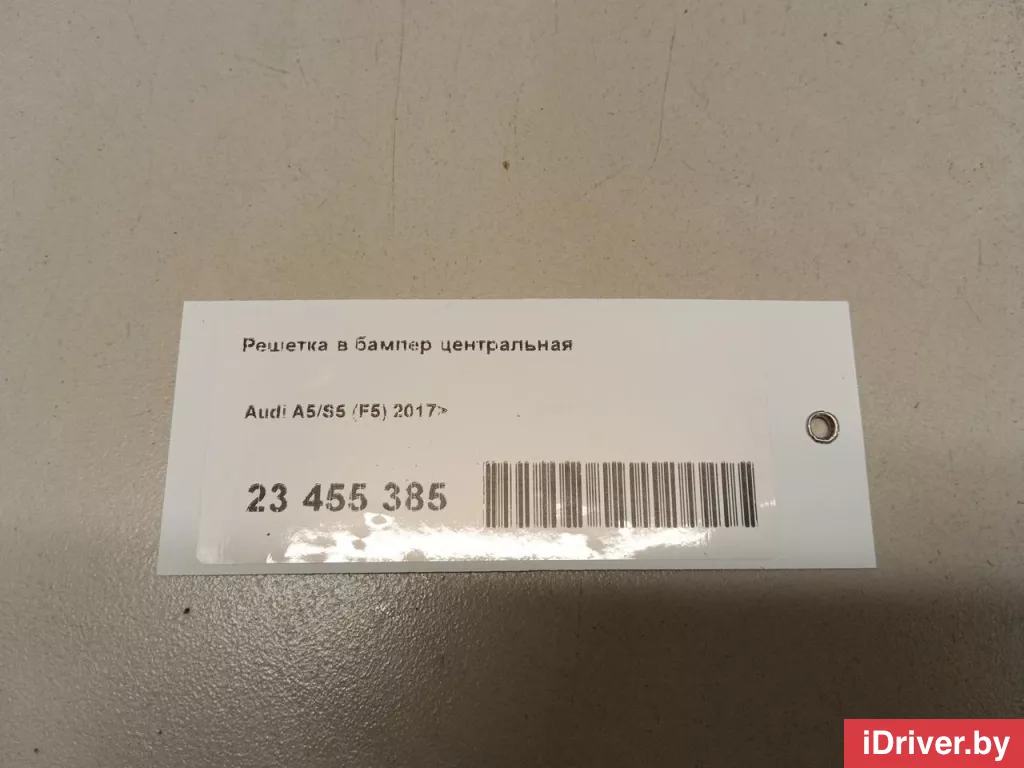 Решетка в бампер центральная
Audi A5/S5 (F5) 2017>
23 455 385
iDriver.by